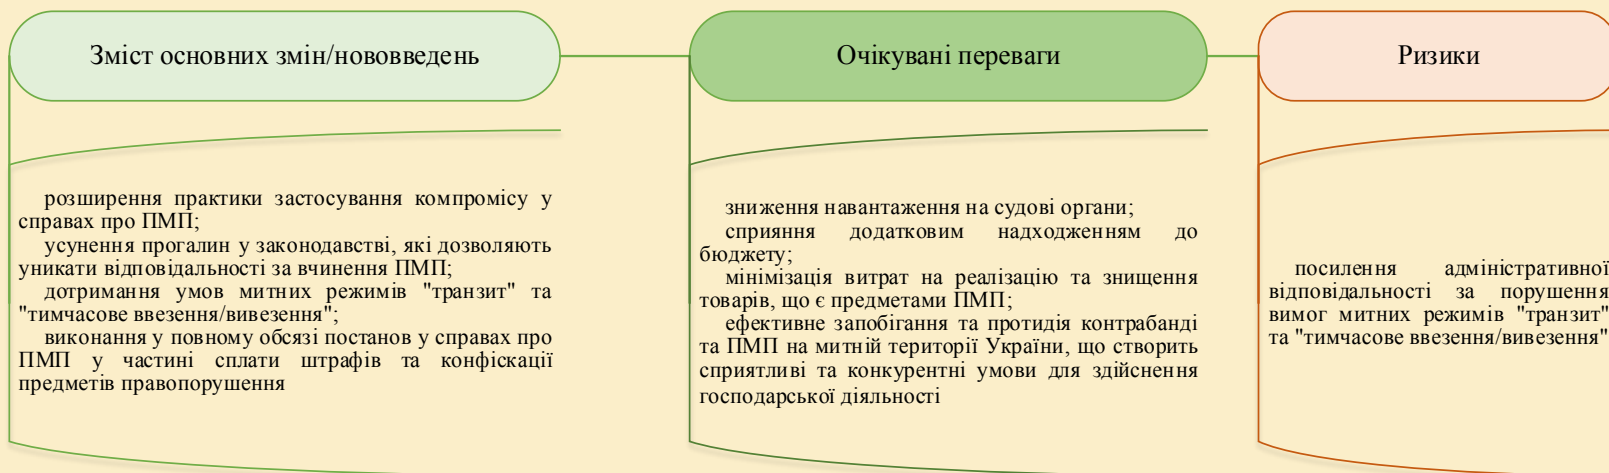 Зміст основних змін/нововведень
розширення практики застосування компромісу у
справах про ПМП;
усунення прогалин у законодавстві, які дозволяють
уникати відповідальності за вчинення ПМП;
дотримання умов митних режимів "транзит" та
"тимчасове ввезення/вивезення";
виконання у повному обсязі постанов у справах про
ПМП у частині сплати штрафів та конфіскації
предметів правопорушення
Очікувані переваги
зниження навантаження на судові органи;
сприяння додатковим надходженням до
бюджету;
мінімізація витрат на реалізацію та знищення
товарів, що є предметами ПМП;
ефективне запобігання та протидія контрабанді
та ПМП на митній території України, що створить
сприятливі та конкурентні умови для здійснення
господарської діяльності
Ризики
посилення адміністративної
відповідальності за порушення
вимог митних режимів "транзит"
та "тимчасове ввезення/вивезення"